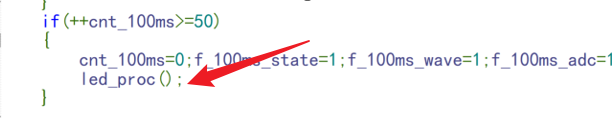 }
if(++cnt_100ms>=50)
{
cnt_100ms=0;f_100ms_state=1;f_100ms_wave=1;f_100ms_adc=1
led_proc();
}